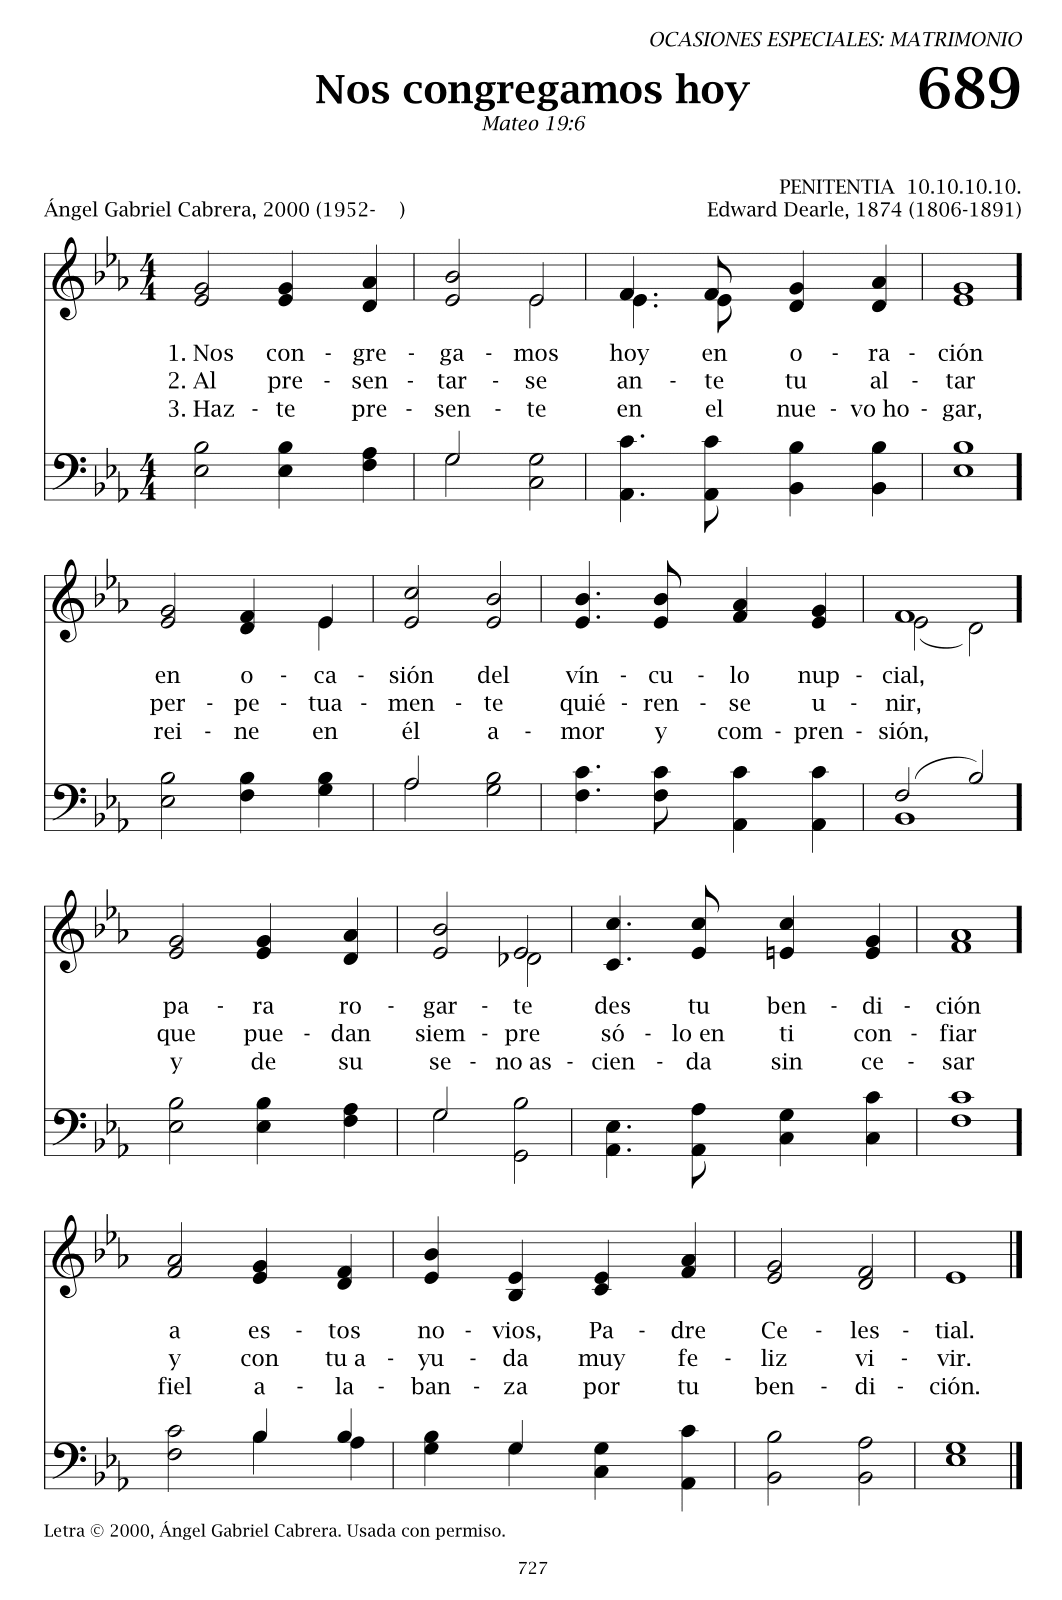 OCASIONES ESPECIALES: MATRIMONIO
Nos congregamos hoy 689
Mateo 19:6
PENITENTIA 10.10.10.10.
Ángel Gabriel Cabrera, 2000 (1952- ) Edward Dearle, 1874 (1806-1891)
4 4
1. Nos con - gre - ga - mos hoy en o - ra - ción
2. Al pre - sen - tar - se an - te tu al - tar
3. Haz - te pre - sen - te en el nue - vo ho - gar,
4 4
en o - ca - sión del vín - cu - lo nup - cial,
per - pe - tua - men - te quié - ren - se u - nir,
rei - ne en él a - mor y com - pren - sión,
pa - ra ro - gar - te des tu ben - di - ción
que pue - dan siem - pre só - lo en ti con - fiar
y de su se - no as - cien - da sin ce - sar
a es - tos no - vios, Pa - dre Ce - les - tial.
y con tu a - yu - da muy fe - liz vi - vir.
fiel a - la - ban - za por tu ben - di - ción.
Letra © 2000, Ángel Gabriel Cabrera. Usada con permiso.
727